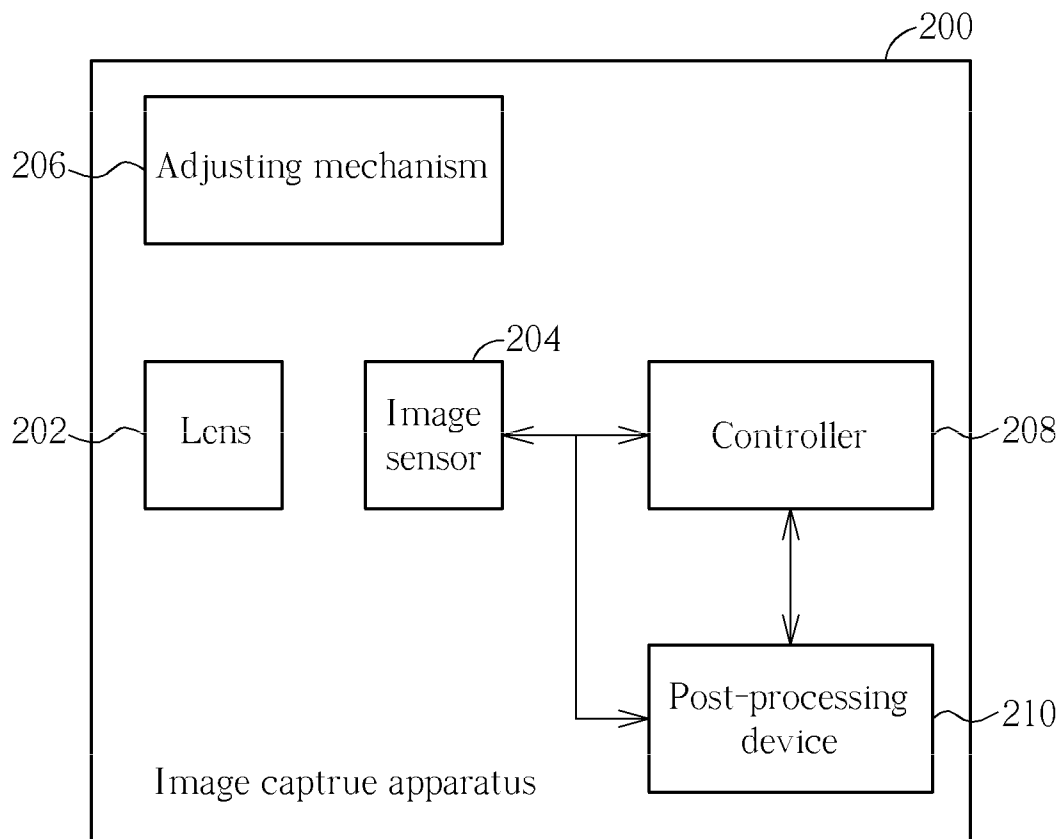 200
206
Adjusting mechanism
204
202
Lens
Image
sensor
Controller
208
Post-processing
device
210
Image captrue apparatus